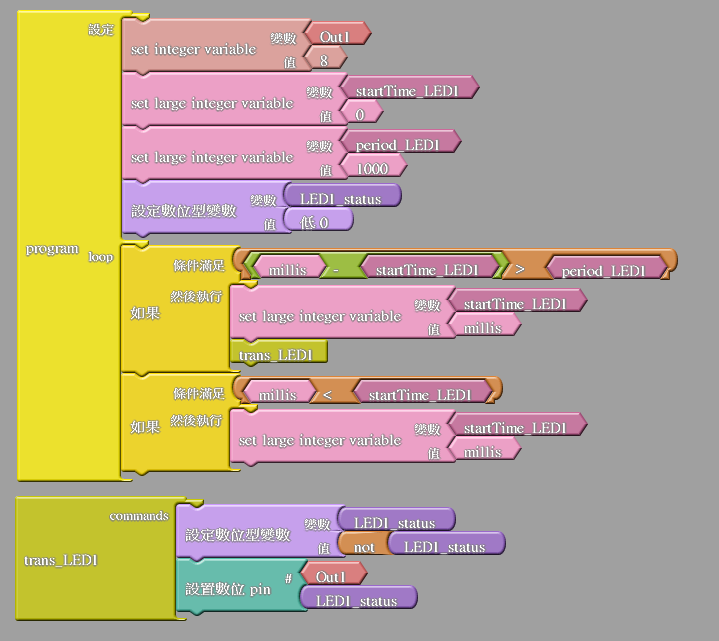 program
設定
set integer variable
變數
Out1
值
8
set large integer variable
變數
startTime_LED1
值
0
set large integer variable
變數
period_LED1
值
1000
設定數位型變數
變數
LED1_status
值
低 0
loop
如果
條件滿足
millis - startTime_LED1 > period_LED1
然後執行
set large integer variable
變數
startTime_LED1
值
millis
trans_LED1
如果
條件滿足
millis < startTime_LED1
然後執行
set large integer variable
變數
startTime_LED1
值
millis
trans_LED1
commands
設定數位型變數
變數
LED1_status
值
not LED1_status
設置數位 pin
#
Out1
LED1_status